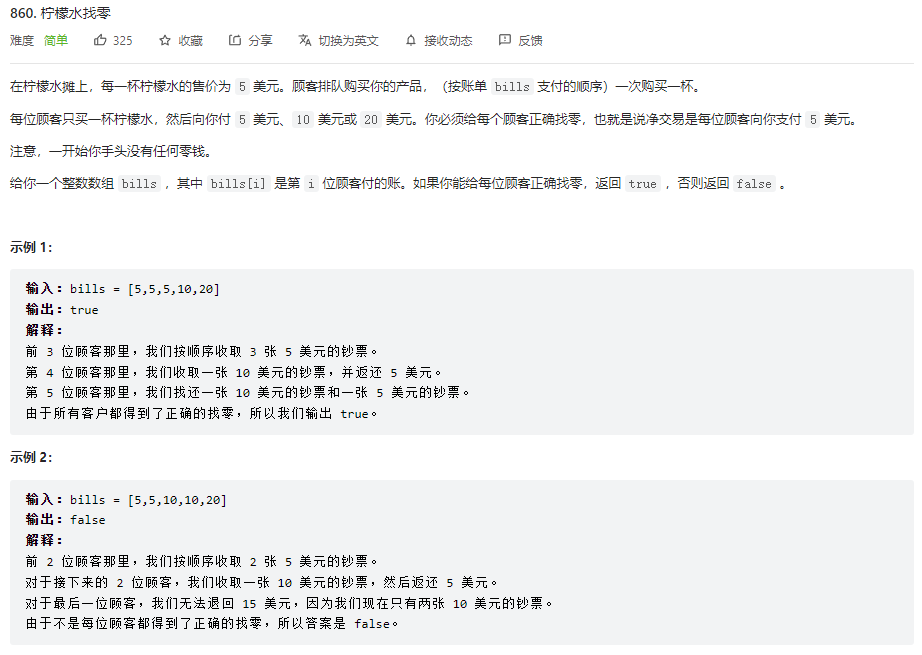 860. 柠檬水找零
难度 简单 325 收藏 分享 切换为英文 接收动态 反馈
在柠檬水摊上，每一杯柠檬水的售价为 5 美元。顾客排队购买你的产品，（按账单 bills 支付的顺序）一次购买一杯。
每位顾客只买一杯柠檬水，然后向你付 5 美元、 10 美元或 20 美元。你必须给每个顾客正确找零，也就是说净交易是每位顾客向你支付 5 美元。
注意，一开始你手头没有任何零钱。
给你一个整数数组 bills ，其中 bills[i] 是第 i 位顾客付的账。如果你能给每位顾客正确找零，返回 true ，否则返回 false 。
示例 1：
输入：bills = [5,5,5,10,20]
输出：true
解释：
前 3 位顾客那里，我们按顺序收取 3 张 5 美元的钞票。
第 4 位顾客那里，我们收取一张 10 美元的钞票，并返还 5 美元。
第 5 位顾客那里，我们找还一张 10 美元的钞票和一张 5 美元的钞票。
由于所有客户都得到了正确的找零，所以我们输出 true。
示例 2：
输入：bills = [5,5,10,10,20]
输出：false
解释：
前 2 位顾客那里，我们按顺序收取 2 张 5 美元的钞票。
对于接下来的 2 位顾客，我们收取一张 10 美元的钞票，然后返还 5 美元。
对于最后一位顾客，我们无法退回 15 美元，因为我们现在只有两张 10 美元的钞票。
由于不是每位顾客都得到了正确的找零，所以答案是 false。